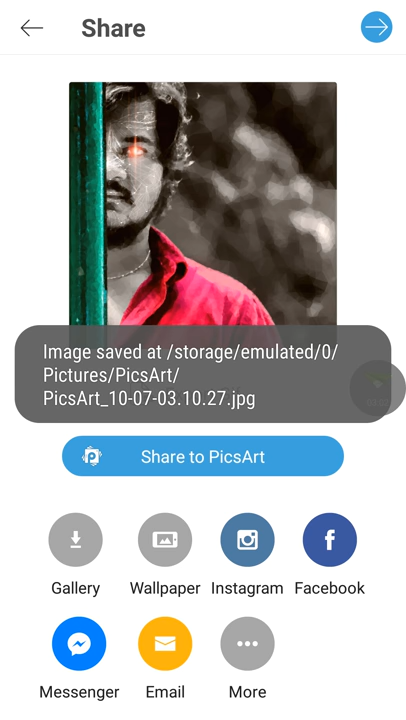 Share
Image saved at /storage/emulated/0/
Pictures/PicsArt/
PicsArt_10-07-03.10.27.jpg
Share to PicsArt
Gallery Wallpaper Instagram Facebook
Messenger Email More